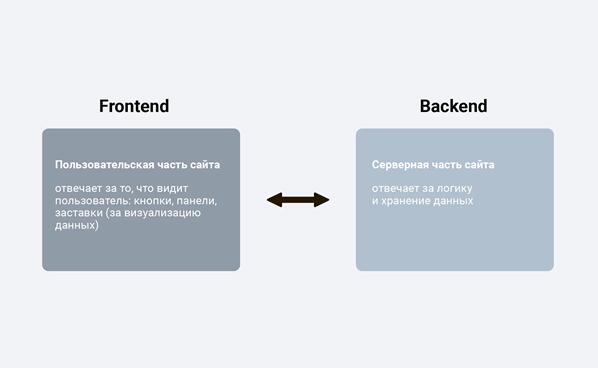 Frontend
Пользовательская часть сайта
отвечает за то, что видит
пользователь: кнопки, панели,
заставки (за визуализацию
данных)
Backend
Серверная часть сайта
отвечает за логику
и хранение данных